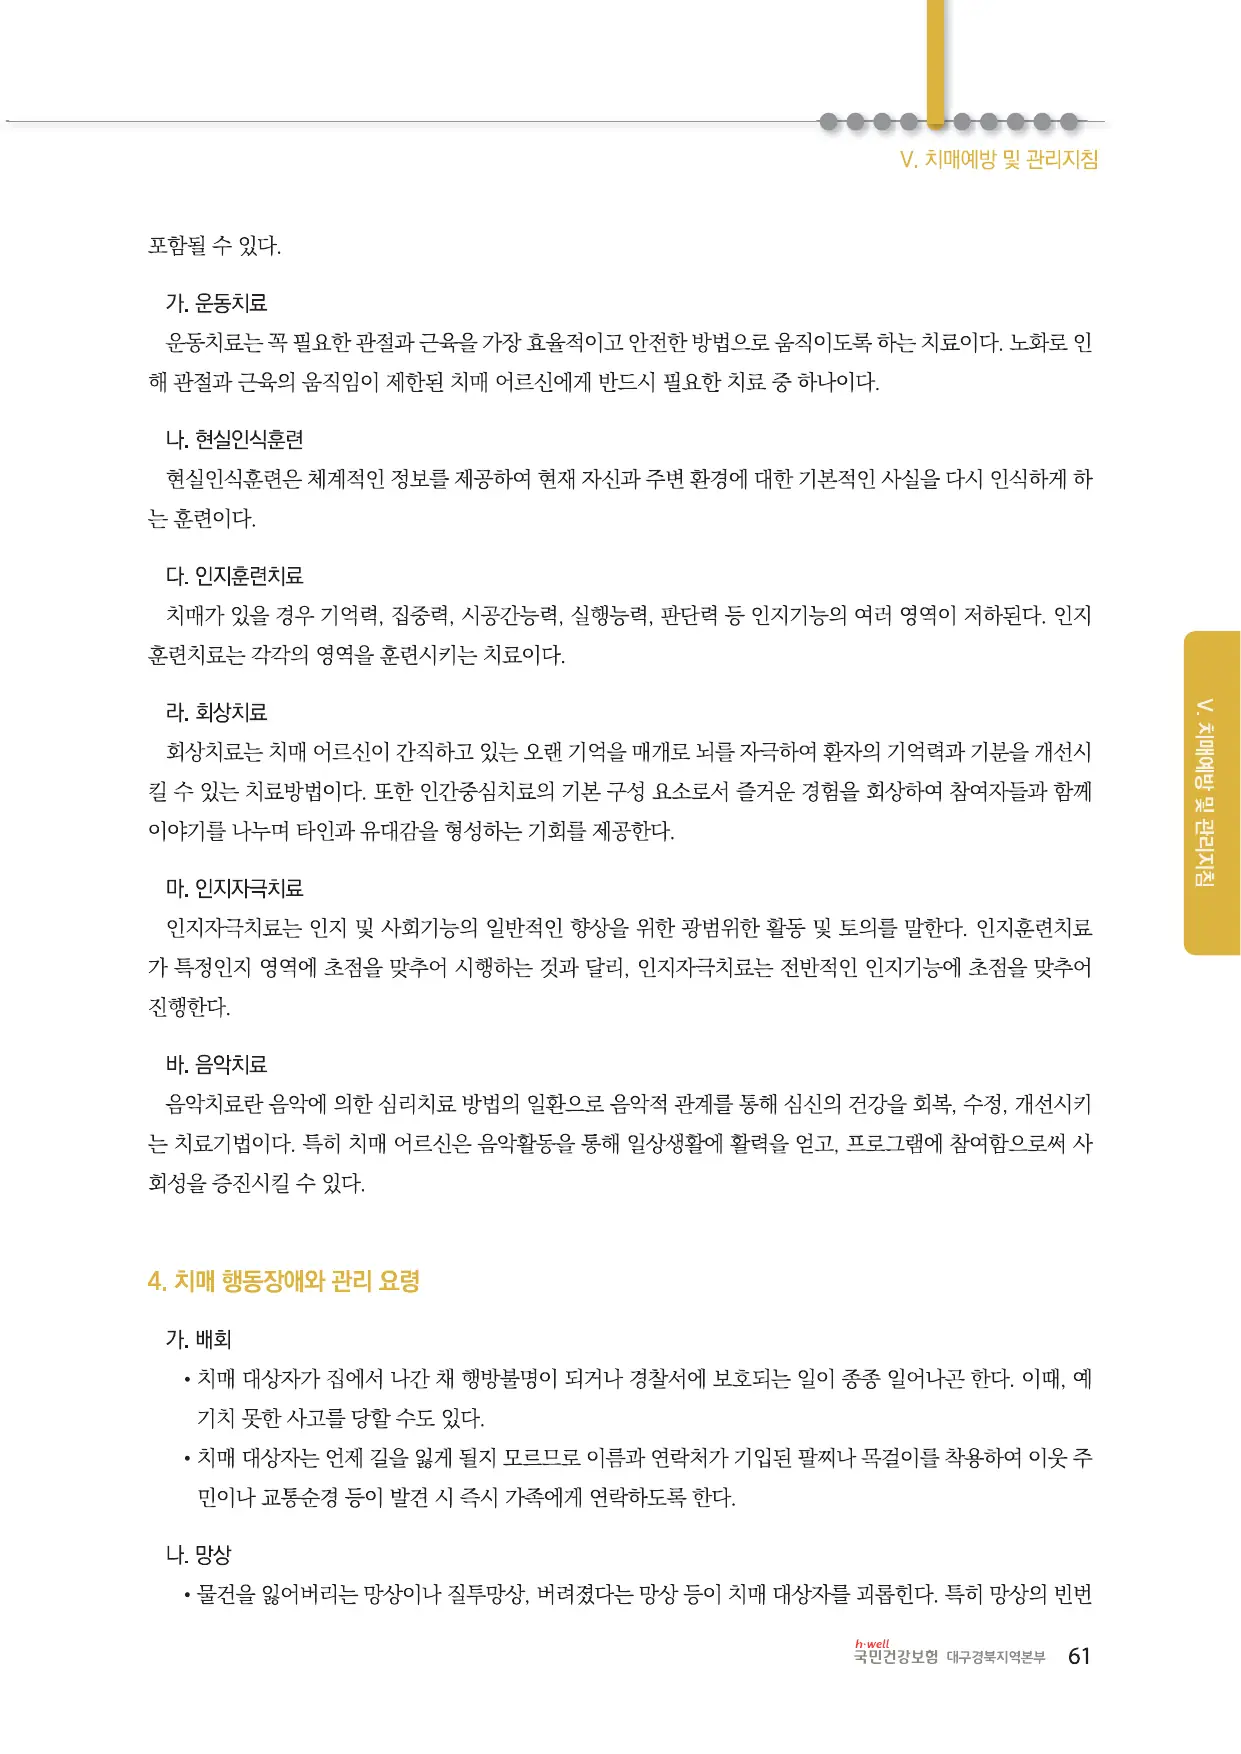 V. 치매예방 및 관리지침
포함될 수 있다.
가. 운동치료
운동치료는 꼭 필요한 관절과 근육을 가장 효율적이고 안전한 방법으로 움직이도록 하는 치료이다. 노화로 인
해 관절과 근육의 움직임이 제한된 치매 어르신에게 반드시 필요한 치료 중 하나이다.
나. 현실인식훈련
현실인식훈련은 체계적인 정보를 제공하여 현재 자신과 주변 환경에 대한 기본적인 사실을 다시 인식하게 하
는 훈련이다.
다. 인지훈련치료
치매가 있을 경우 기억력, 집중력, 시공간능력, 실행능력, 판단력 등 인지기능의 여러 영역이 저하된다. 인지
훈련치료는 각각의 영역을 훈련시키는 치료이다.
라. 회상치료
회상치료는 치매 어르신이 간직하고 있는 오랜 기억을 매개로 뇌를 자극하여 환자의 기억력과 기분을 개선시
킬 수 있는 치료방법이다. 또한 인간중심치료의 기본 구성 요소로서 즐거운 경험을 회상하여 참여자들과 함께
이야기를 나누며 타인과 유대감을 형성하는 기회를 제공한다.
마. 인지자극치료
인지자극치료는 인지 및 사회기능의 일반적인 향상을 위한 광범위한 활동 및 토의를 말한다. 인지훈련치료
가 특정인지 영역에 초점을 맞추어 시행하는 것과 달리, 인지자극치료는 전반적인 인지기능에 초점을 맞추어
진행한다.
바. 음악치료
음악치료란 음악에 의한 심리치료 방법의 일환으로 음악적 관계를 통해 심신의 건강을 회복, 수정, 개선시키
는 치료기법이다. 특히 치매 어르신은 음악활동을 통해 일상생활에 활력을 얻고, 프로그램에 참여함으로써 사
회성을 증진시킬 수 있다.
4. 치매 행동장애와 관리 요령
가. 배회
• 치매 대상자가 집에서 나간 채 행방불명이 되거나 경찰서에 보호되는 일이 종종 일어나곤 한다. 이때, 예
기치 못한 사고를 당할 수도 있다.
• 치매 대상자는 언제 길을 잃게 될지 모르므로 이름과 연락처가 기입된 팔찌나 목걸이를 착용하여 이웃 주
민이나 교통순경 등이 발견 시 즉시 가족에게 연락하도록 한다.
나. 망상
• 물건을 잃어버리는 망상이나 질투망상, 버려졌다는 망상 등이 치매 대상자를 괴롭힌다. 특히 망상의 빈번
V. 치매예방 및 관리지침
h·well
국민건강보험 대구경북지역본부 61